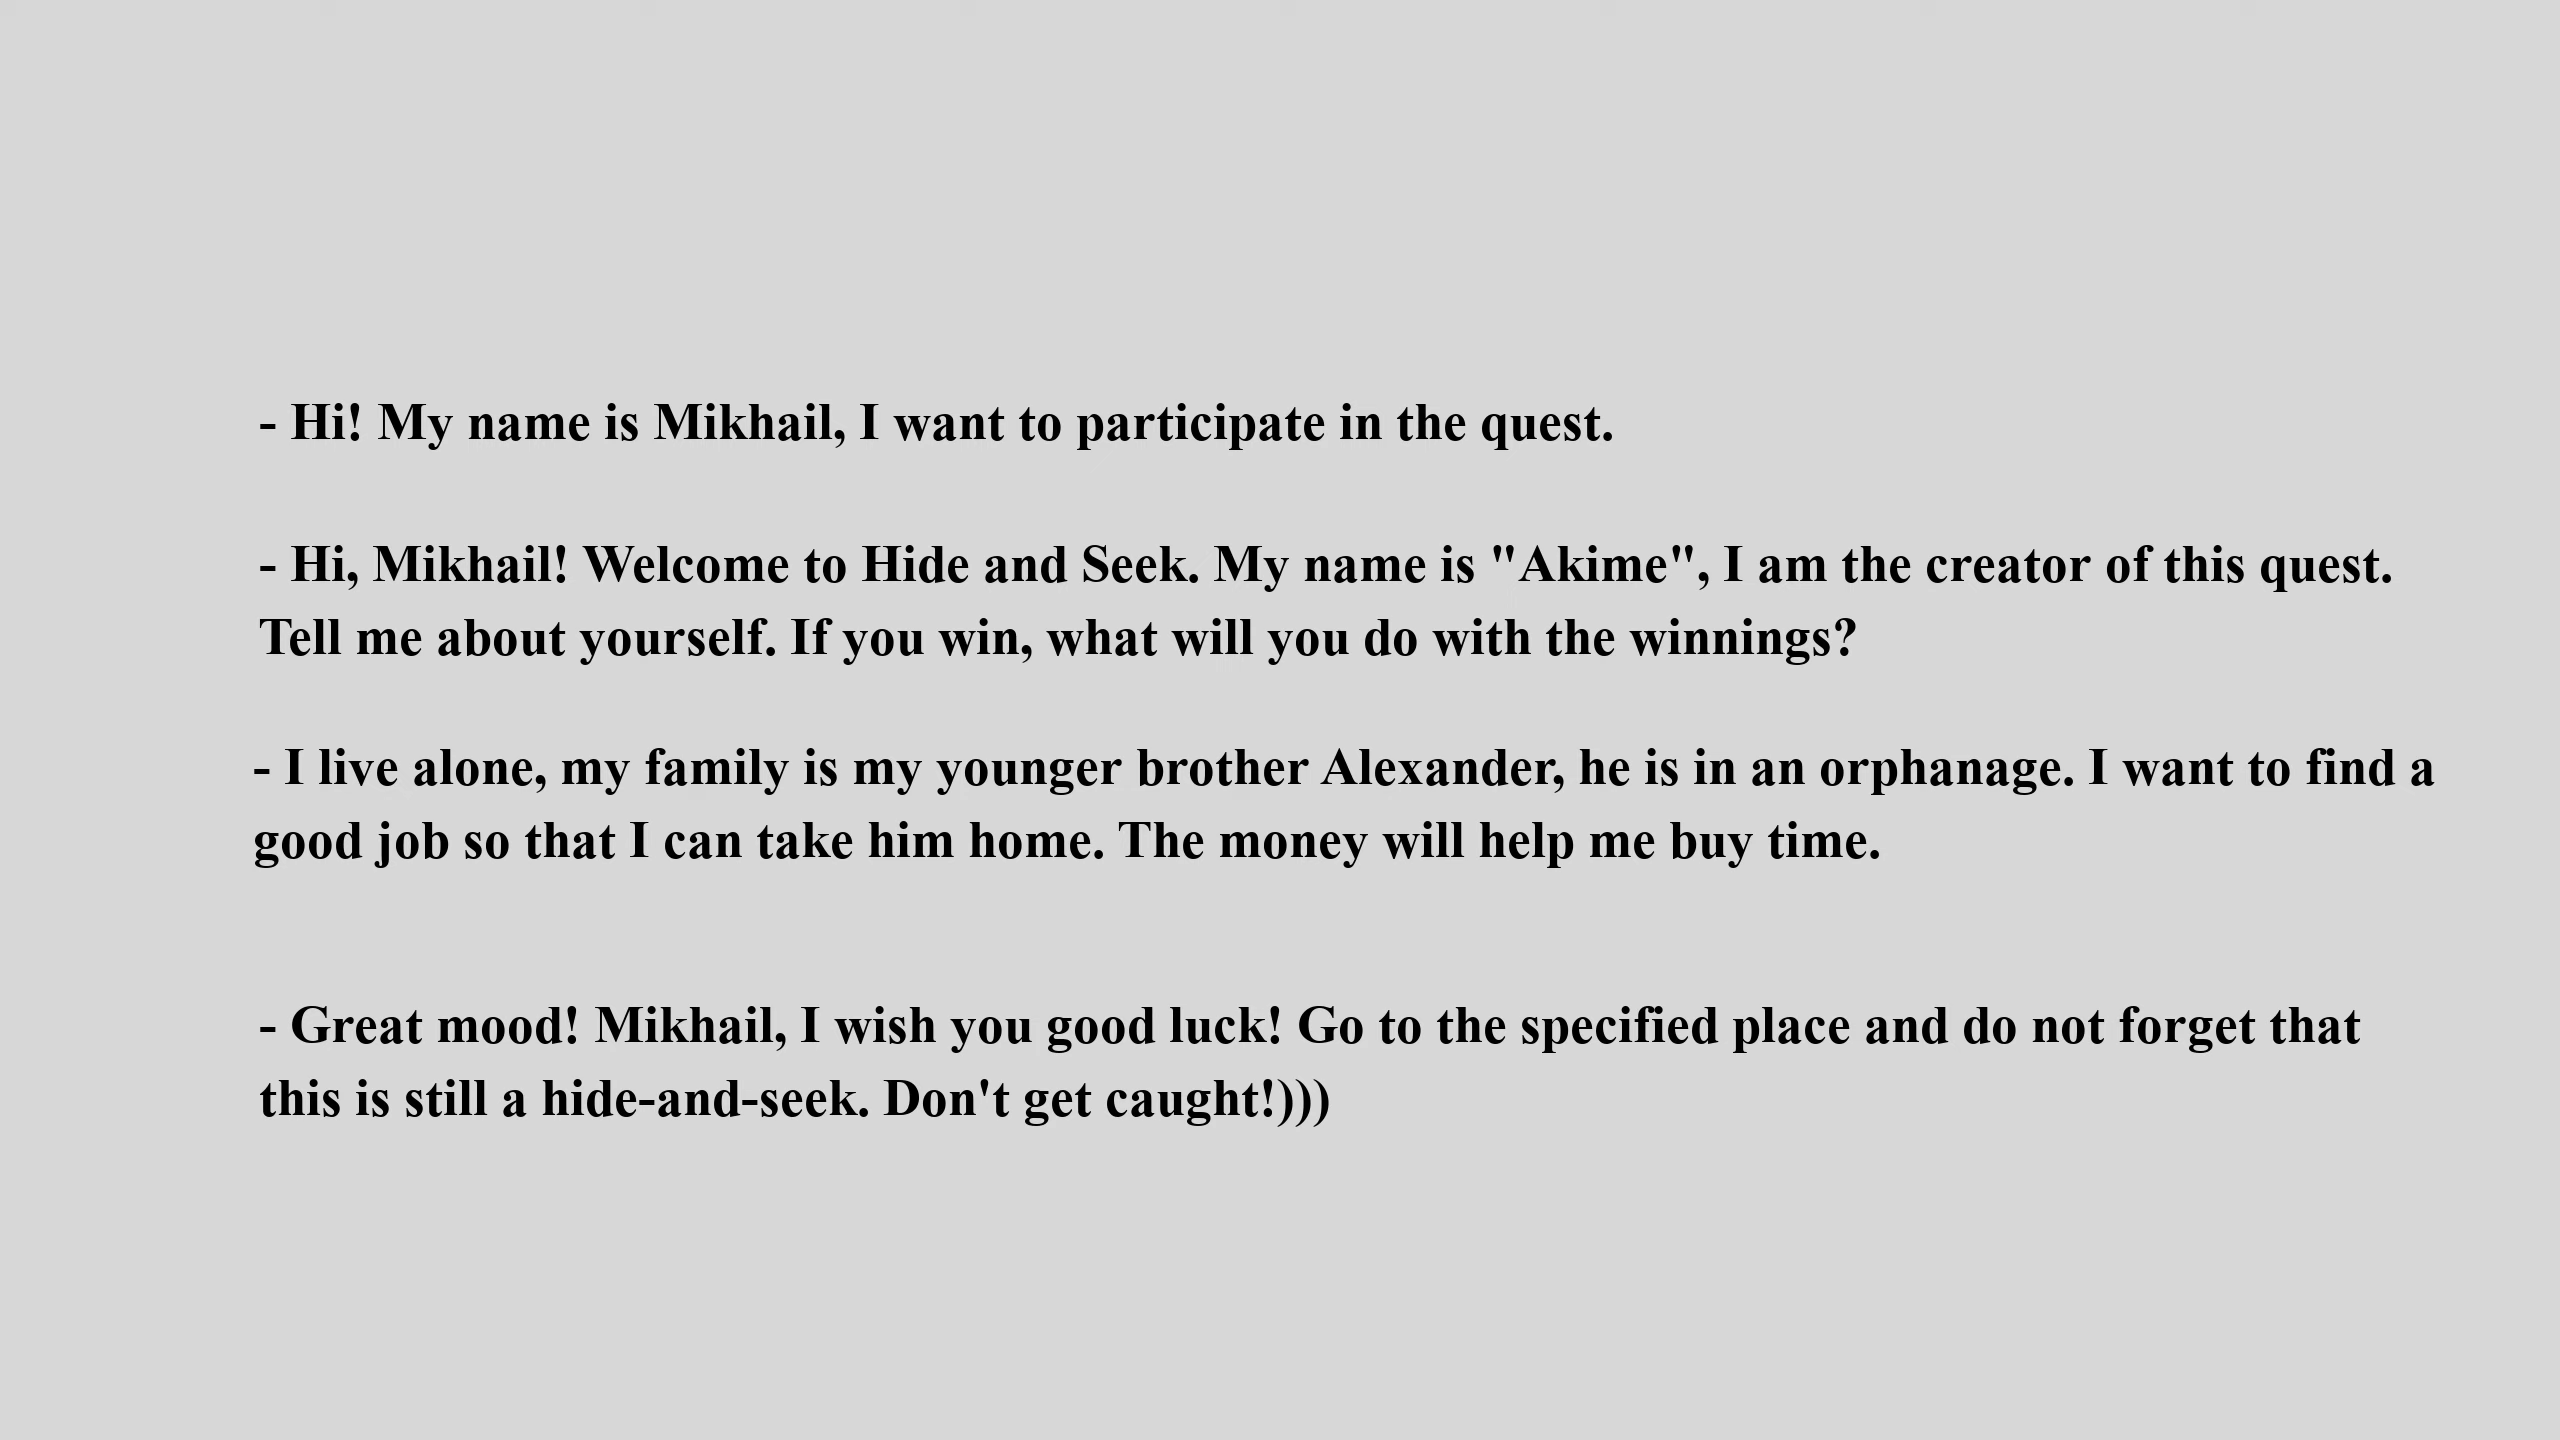 - Hi! My name is Mikhail, I want to participate in the quest.
- Hi, Mikhail! Welcome to Hide and Seek. My name is "Akime", I am the creator of this quest.
Tell me about yourself. If you win, what will you do with the winnings?
- I live alone, my family is my younger brother Alexander, he is in an orphanage. I want to find a
good job so that I can take him home. The money will help me buy time.
- Great mood! Mikhail, I wish you good luck! Go to the specified place and do not forget that
this is still a hide-and-seek. Don't get caught!)))